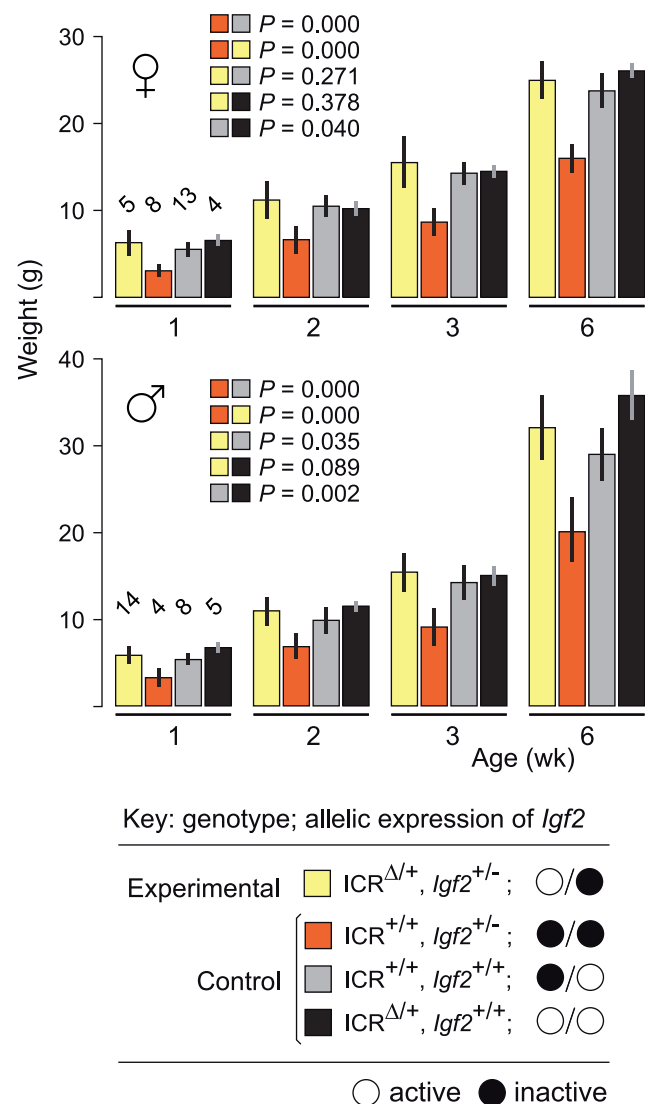 30
20
10
♀
P = 0.000
P = 0.000
P = 0.271
P = 0.378
P = 0.040
5 8 13 4
1 2 3 6
Weight (g)
40
30
20
10
0
♂
P = 0.000
P = 0.000
P = 0.035
P = 0.089
P = 0.002
14 4 8 5
1 2 3 6
Age (wk)
Key: genotype; allelic expression of Igf2
Experimental ICR^Δ/+, Igf2^+/- ; ○/●
Control
ICR^+/+, Igf2^+/- ; ●/●
ICR^+/+, Igf2^+/+; ●/○
ICR^Δ/+, Igf2^+/+; ○/○
○ active ● inactive